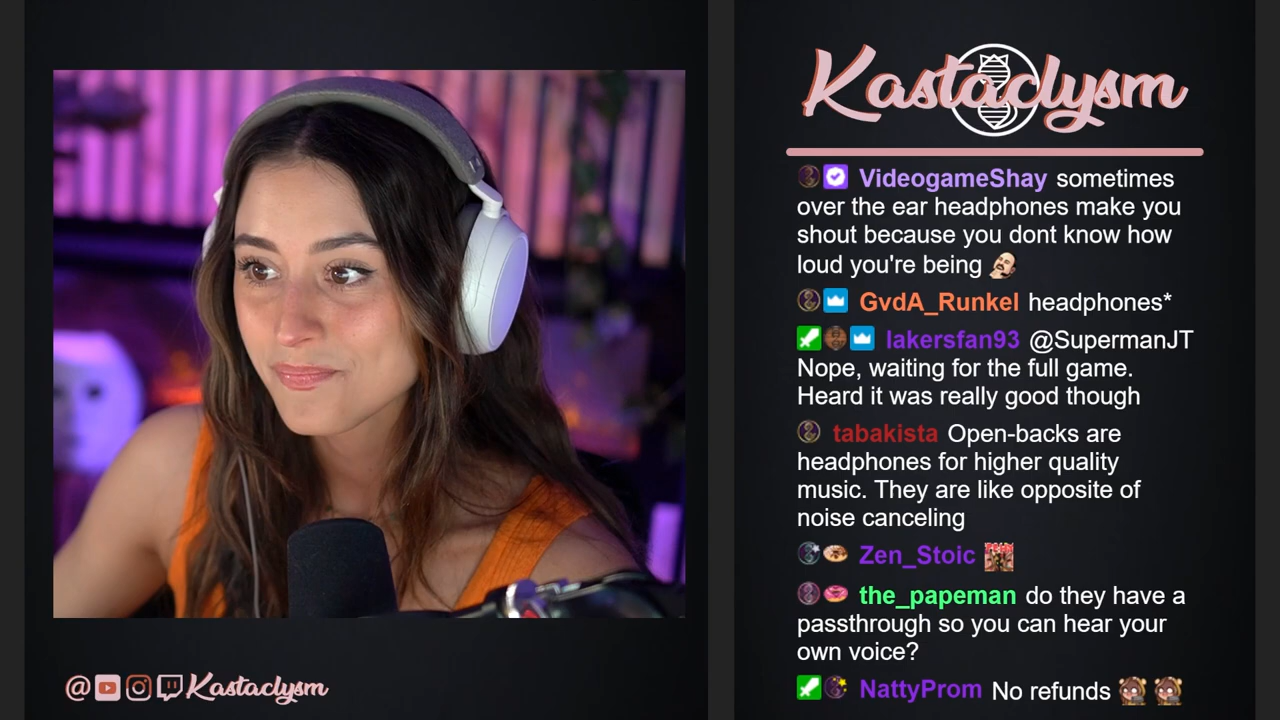 Kastaclysm
VideogameShay sometimes
over the ear headphones make you
shout because you dont know how
loud you're being
GvdA_Runkel headphones*
lakersfan93 @SupermanJT
Nope, waiting for the full game.
Heard it was really good though
tabakista Open-backs are
headphones for higher quality
music. They are like opposite of
noise canceling
Zen_Stoic
the_papeman do they have a
passthrough so you can hear your
own voice?
NattyProm No refunds
@ Kastaclysm